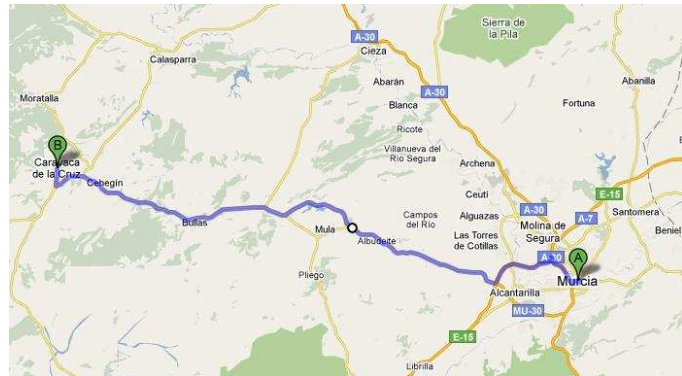 Sierra de
la Pila
A-30
Cieza
Calasparra
Abarán
A-30
Abanilla
Moratalla
Blanca
Fortuna
Ricote
B
Villanueva del
Río Segura
Archena
Caravaca
de la Cruz
Cehegín
Ceutí
E-15
A-30
A-7
Santomera
Campos
del Río
Alguazas
Molina de
Segura
Bullas
Mula
Albudeite
Las Torres
de Cotillas
Beniel
A-30
A
Pliego
Murcia
Alcantarilla
MU-30
E-15
Librilla